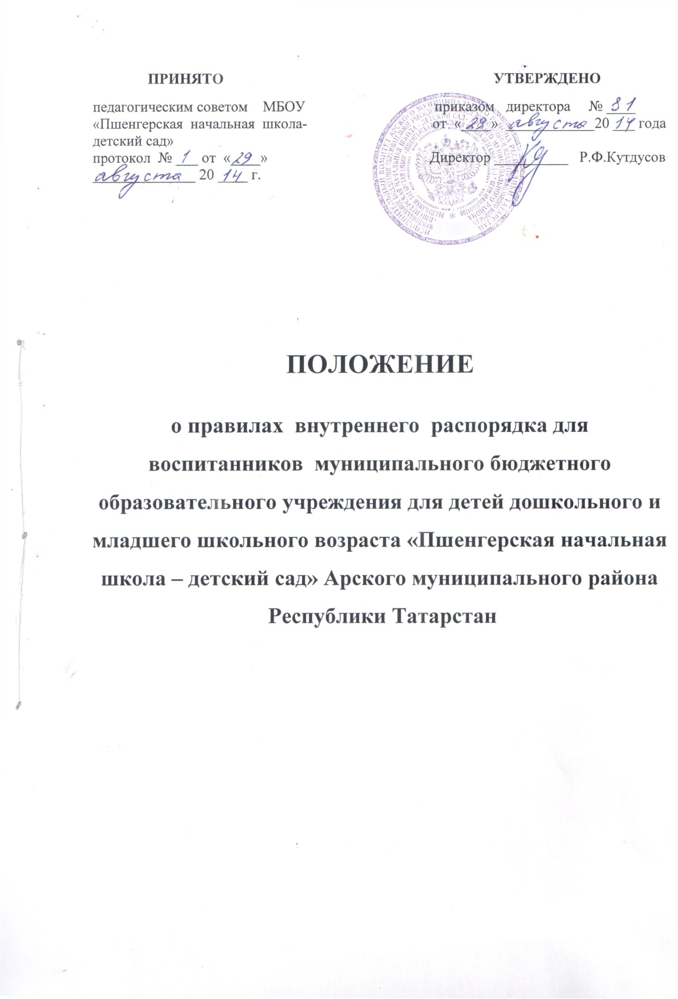 ПРИНЯТО
педагогическим советом МБОУ
«Пшенгерская начальная школа-
детский сад»
протокол № 1 от «29»
августа 20 14 г.
УТВЕРЖДЕНО
приказом директора № 81
от «29» августа 20 14 года
Директор Р.Ф.Кутдусов
ПОЛОЖЕНИЕ
о правилах внутреннего распорядка для
воспитанников муниципального бюджетного
образовательного учреждения для детей дошкольного и
младшего школьного возраста «Пшенгерская начальная
школа – детский сад» Арского муниципального района
Республики Татарстан